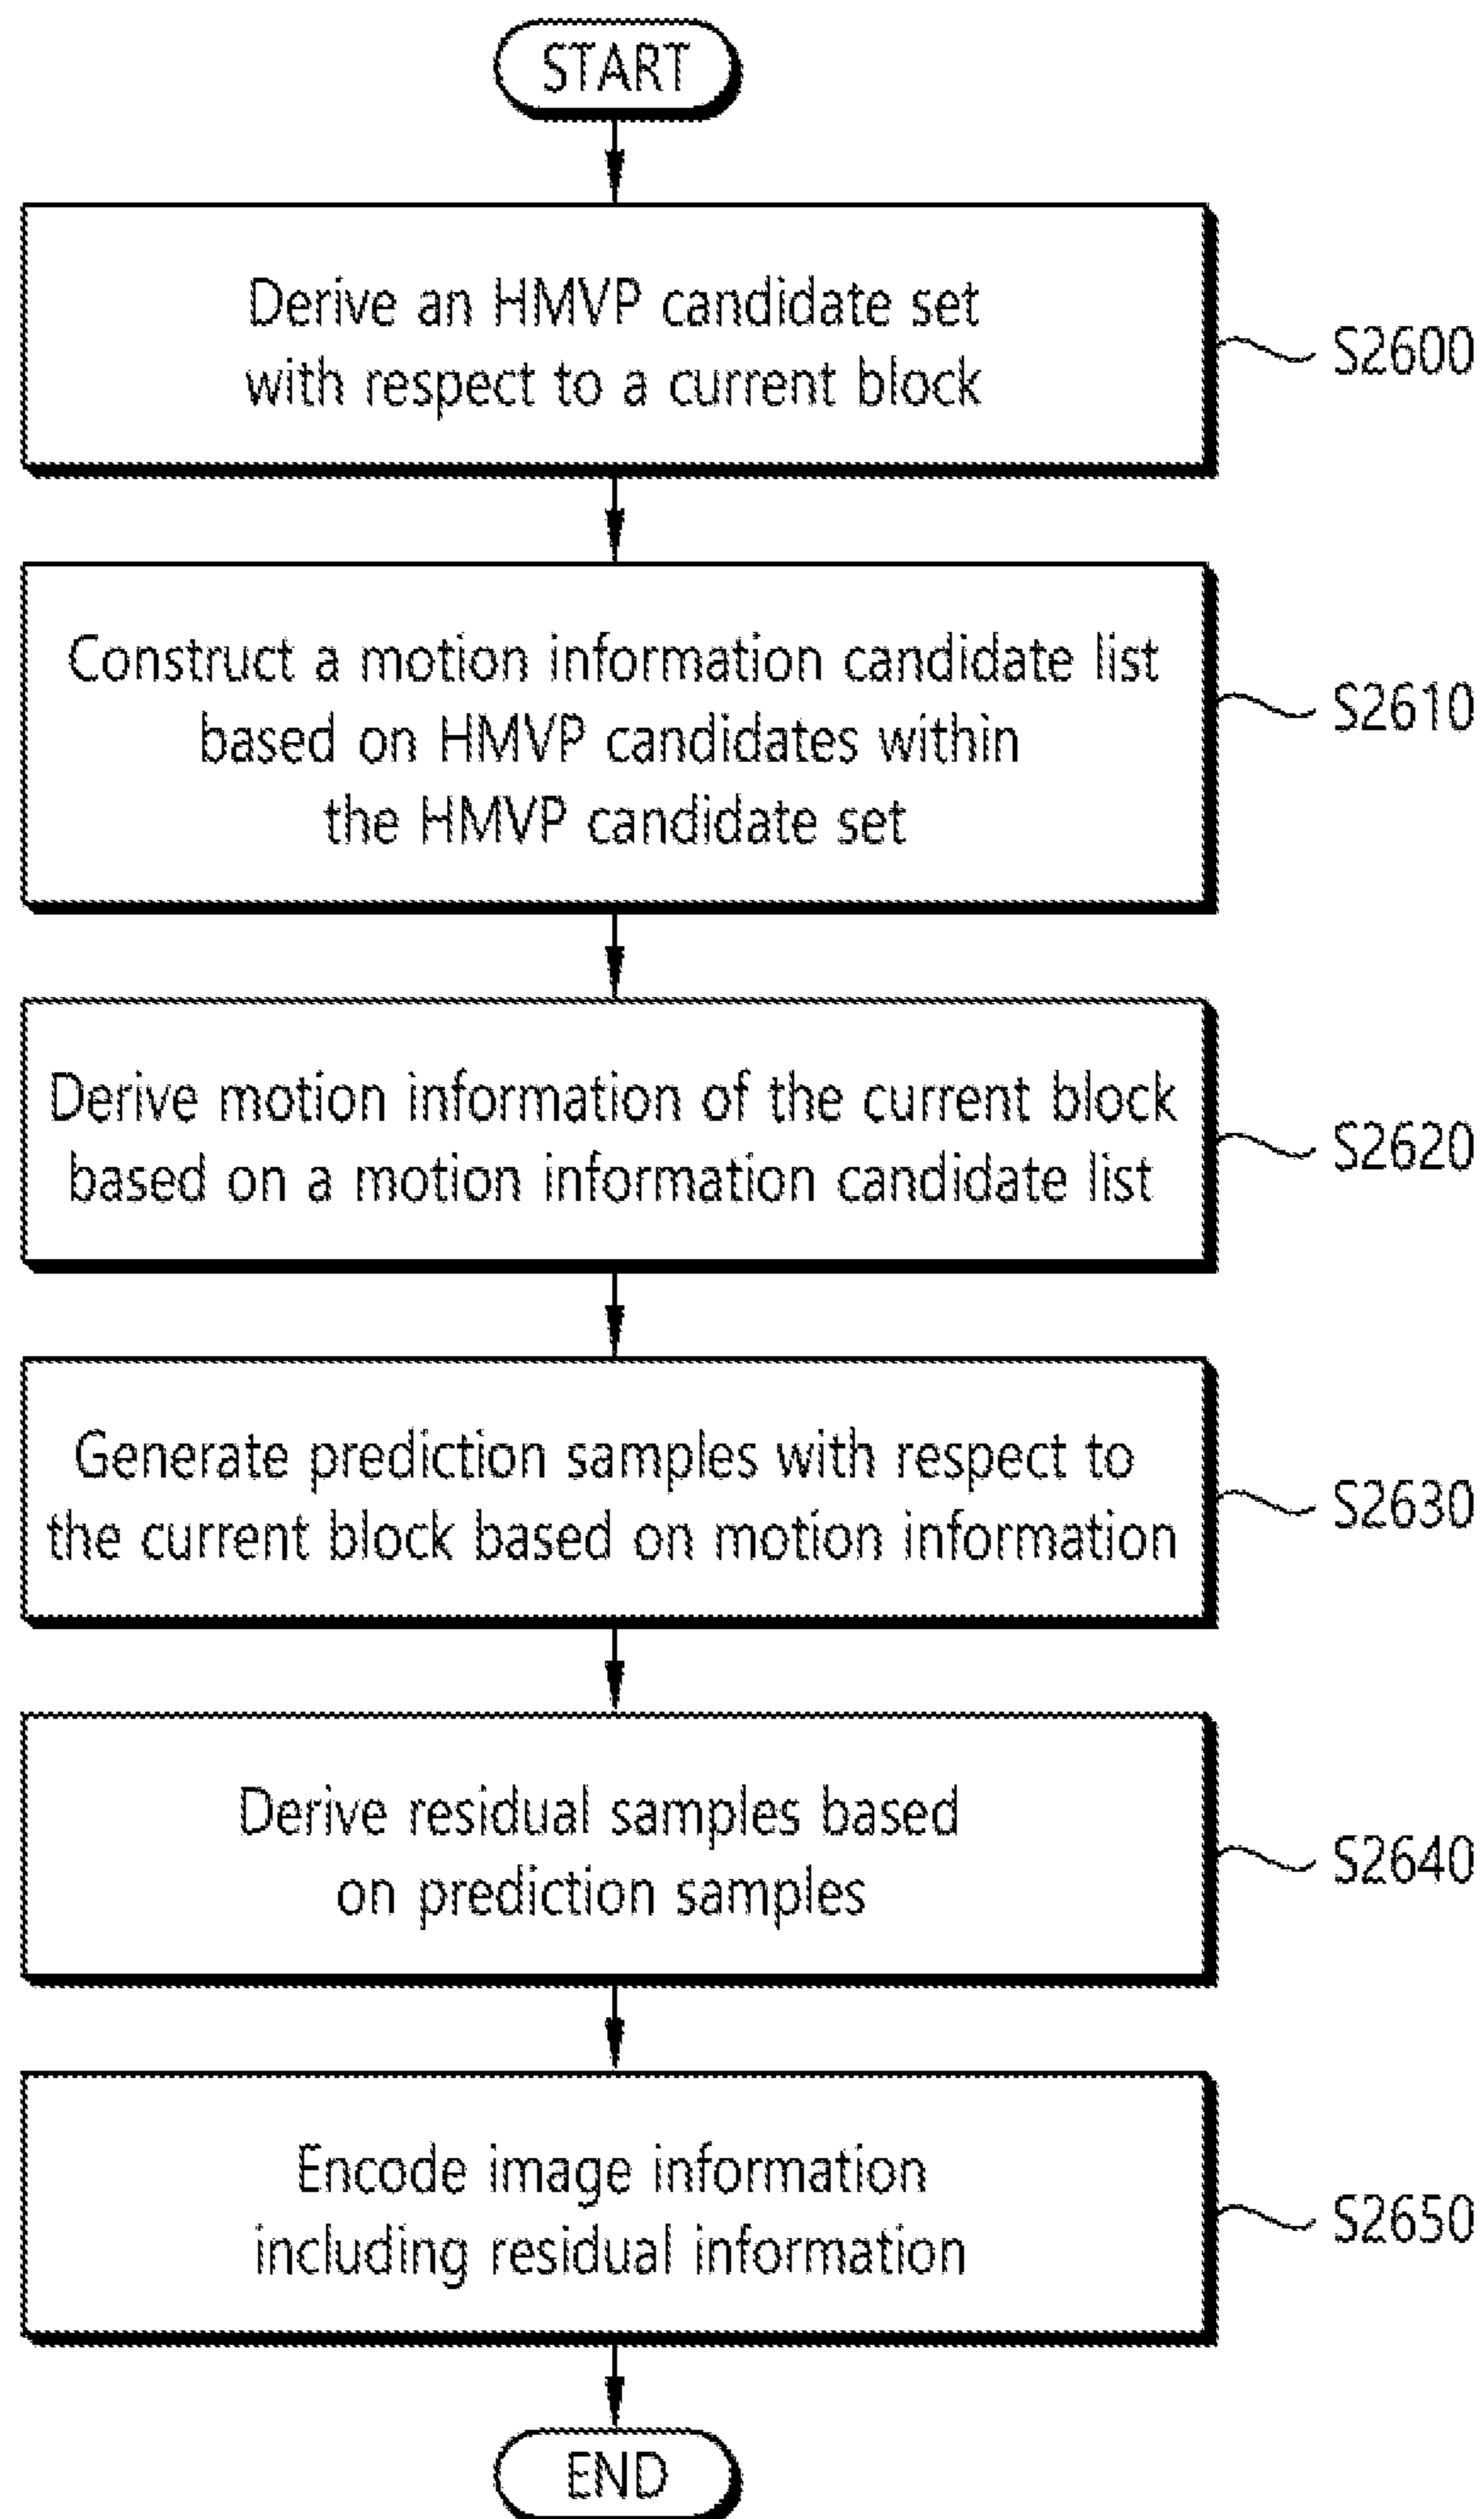 START
Derive an HMVP candidate set
with respect to a current block
S2600
Construct a motion information candidate list
based on HMVP candidates within
the HMVP candidate set
S2610
Derive motion information of the current block
based on a motion information candidate list
S2620
Generate prediction samples with respect to
the current block based on motion information
S2630
Derive residual samples based
on prediction samples
S2640
Encode image information
including residual information
S2650
END